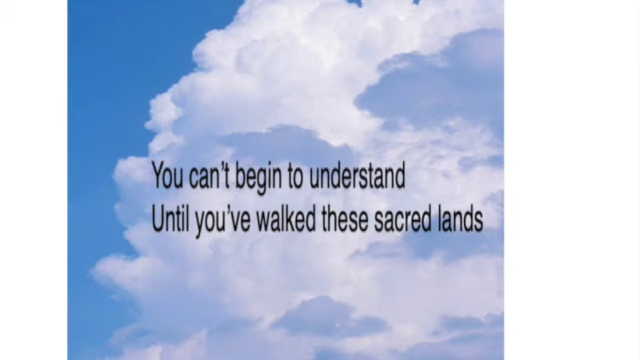 You can't begin to understand
Until you've walked these sacred lands